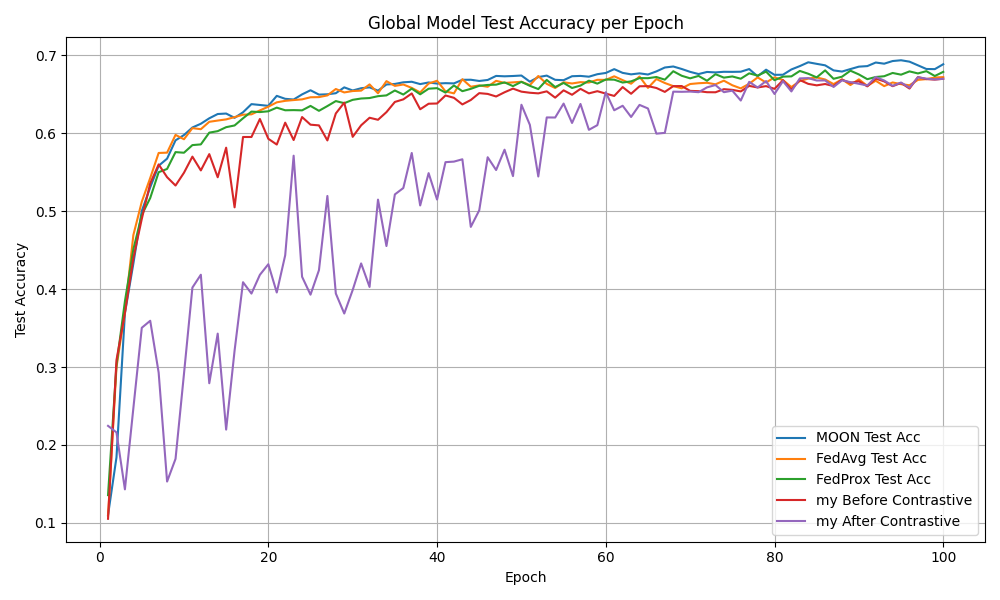 Global Model Test Accuracy per Epoch
Test Accuracy
0.7
0.6
0.5
0.4
0.3
0.2
0.1
0
20
40
60
80
100
Epoch
MOON Test Acc
FedAvg Test Acc
FedProx Test Acc
my Before Contrastive
my After Contrastive